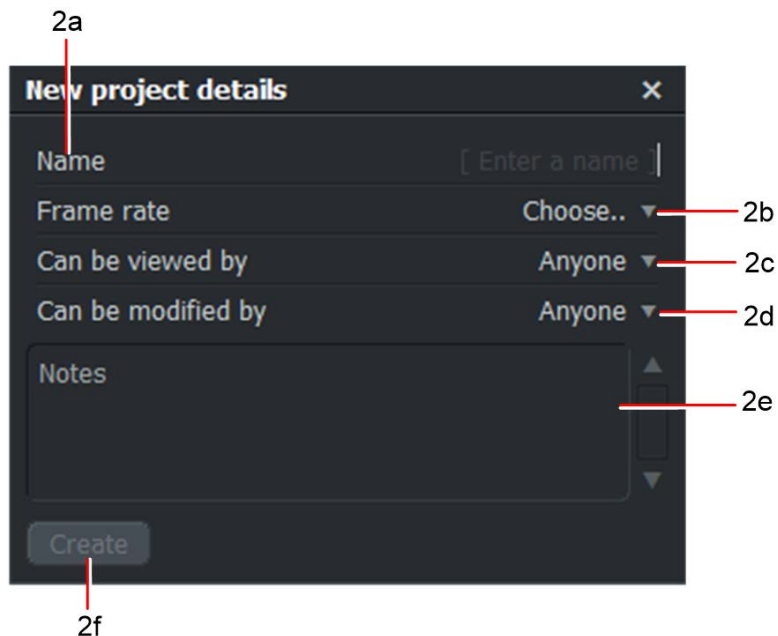 2a
New project details ×
Name [ Enter a name ]
Frame rate Choose.. 2b
Can be viewed by Anyone 2c
Can be modified by Anyone 2d
Notes
2e
Create
2f